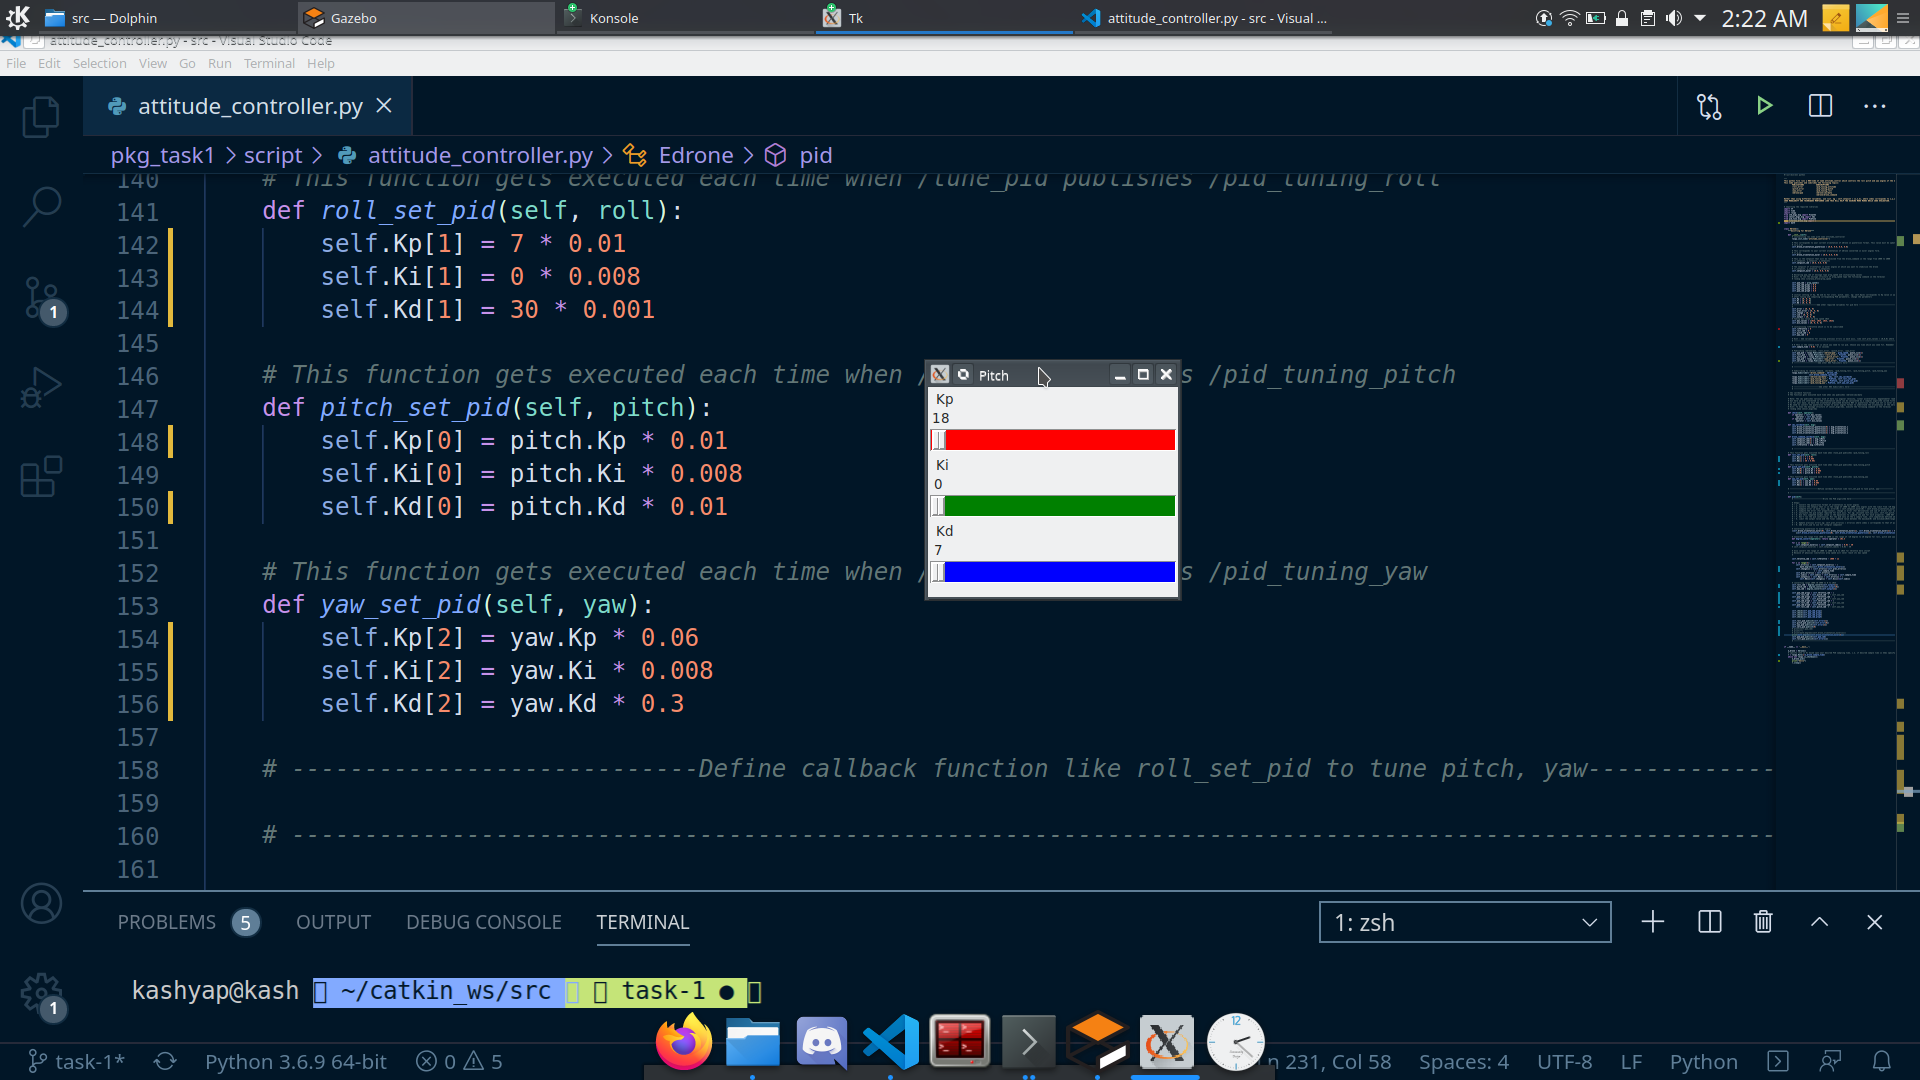 src — Dolphin
Gazebo
Konsole
Tk
attitude_controller.py - src - Visual ...
2:22 AM
attitude_controller.py - src - Visual Studio Code
File Edit Selection View Go Run Terminal Help
attitude_controller.py
pkg_task1 > script > attitude_controller.py > Edrone > pid
140 # This function gets executed each time when /tune_pid publishes /pid_tuning_roll
141 def roll_set_pid(self, roll):
142 self.Kp[1] = 7 * 0.01
143 self.Ki[1] = 0 * 0.008
144 self.Kd[1] = 30 * 0.001
145
146 # This function gets executed each time when / s /pid_tuning_pitch
147 def pitch_set_pid(self, pitch):
148 self.Kp[0] = pitch.Kp * 0.01
149 self.Ki[0] = pitch.Ki * 0.008
150 self.Kd[0] = pitch.Kd * 0.01
151
152 # This function gets executed each time when / s /pid_tuning_yaw
153 def yaw_set_pid(self, yaw):
154 self.Kp[2] = yaw.Kp * 0.06
155 self.Ki[2] = yaw.Ki * 0.008
156 self.Kd[2] = yaw.Kd * 0.3
157
158 # ----------------------------Define callback function like roll_set_pid to tune pitch, yaw-------------
159
160 # ------------------------------------------------------------------------------------------------------
161
Pitch
Kp
18
Ki
0
Kd
7
PROBLEMS 5 OUTPUT DEBUG CONSOLE TERMINAL
1: zsh
kashyap@kash ~/catkin_ws/src task-1 ●
1
1
12
task-1* Python 3.6.9 64-bit 0 5 n 231, Col 58 Spaces: 4 UTF-8 LF Python